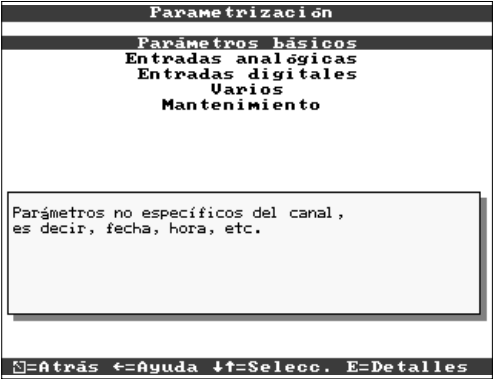 Parametrización
Parámetros básicos
Entradas analógicas
Entradas digitales
Varios
Mantenimiento
Parámetros no específicos del canal,
es decir, fecha, hora, etc.
⍂=Atrás ←=Ayuda ↓↑=Selecc. E=Detalles